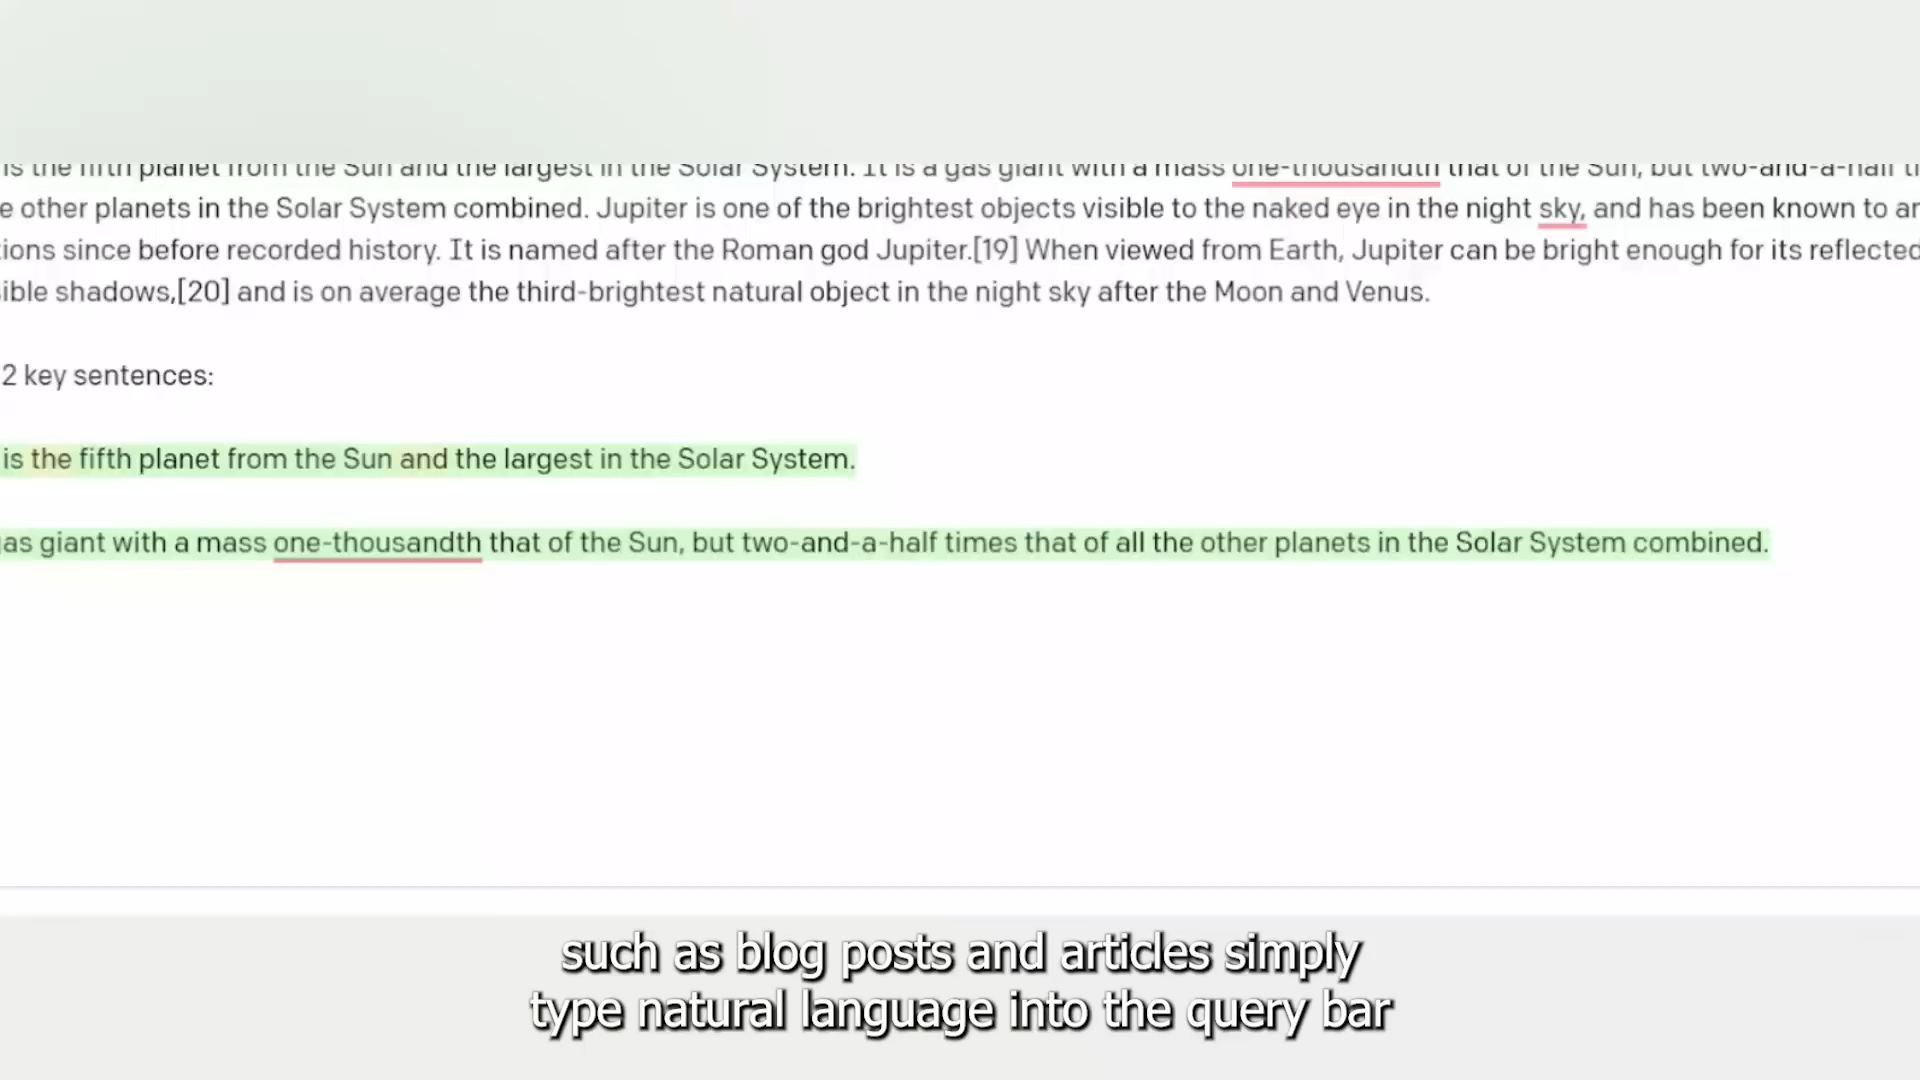 is the fifth planet from the Sun and the largest in the Solar System. It is a gas giant with a mass one-thousandth that of the Sun, but two-and-a-half
e other planets in the Solar System combined. Jupiter is one of the brightest objects visible to the naked eye in the night sky, and has been known to
tions since before recorded history. It is named after the Roman god Jupiter.[19] When viewed from Earth, Jupiter can be bright enough for its reflected
ible shadows,[20] and is on average the third-brightest natural object in the night sky after the Moon and Venus.
2 key sentences:
is the fifth planet from the Sun and the largest in the Solar System.
as giant with a mass one-thousandth that of the Sun, but two-and-a-half times that of all the other planets in the Solar System combined.
such as blog posts and articles simply
type natural language into the query bar